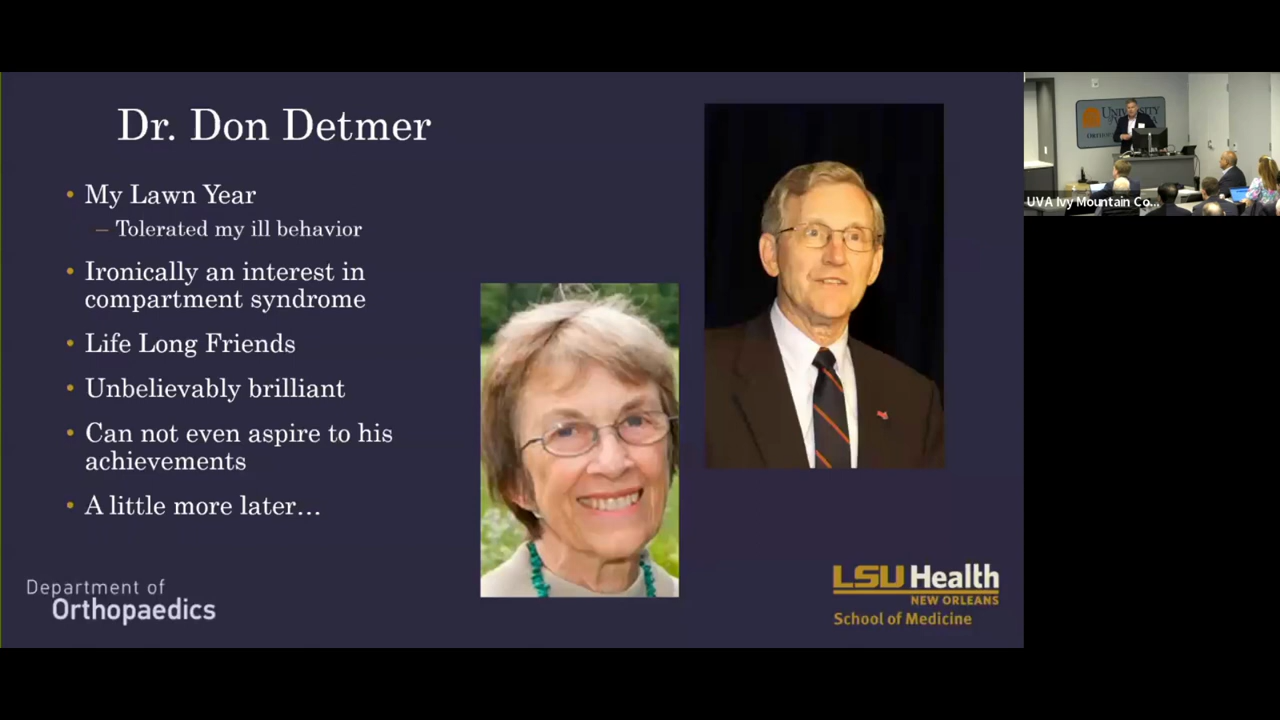 Dr. Don Detmer
• My Lawn Year
– Tolerated my ill behavior
• Ironically an interest in
compartment syndrome
• Life Long Friends
• Unbelievably brilliant
• Can not even aspire to his
achievements
• A little more later…
Department of
Orthopaedics
LSU Health
NEW ORLEANS
School of Medicine
UNIVERSITY
UVA Ivy Mountain Co...